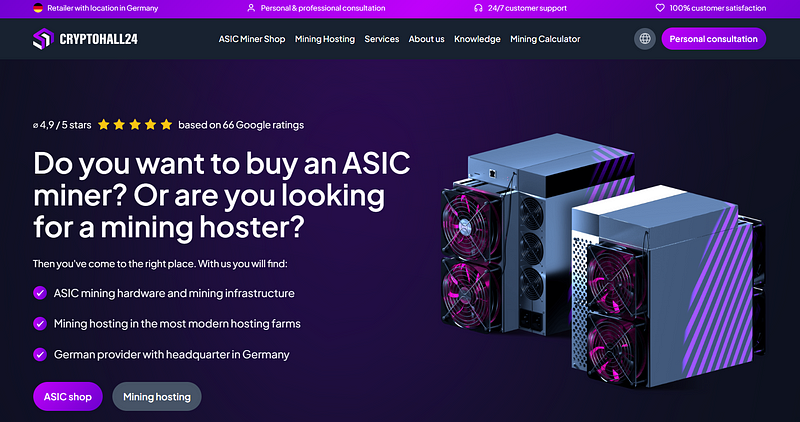 Retailer with location in Germany
Personal & professional consultation
24/7 customer support
100% customer satisfaction
CRYPTOHALL24
ASIC Miner Shop
Mining Hosting
Services
About us
Knowledge
Mining Calculator
Personal consultation
ø 4,9 / 5 stars
based on 66 Google ratings
Do you want to buy an ASIC
miner? Or are you looking
for a mining hoster?
Then you've come to the right place. With us you will find:
ASIC mining hardware and mining infrastructure
Mining hosting in the most modern hosting farms
German provider with headquarter in Germany
ASIC shop
Mining hosting